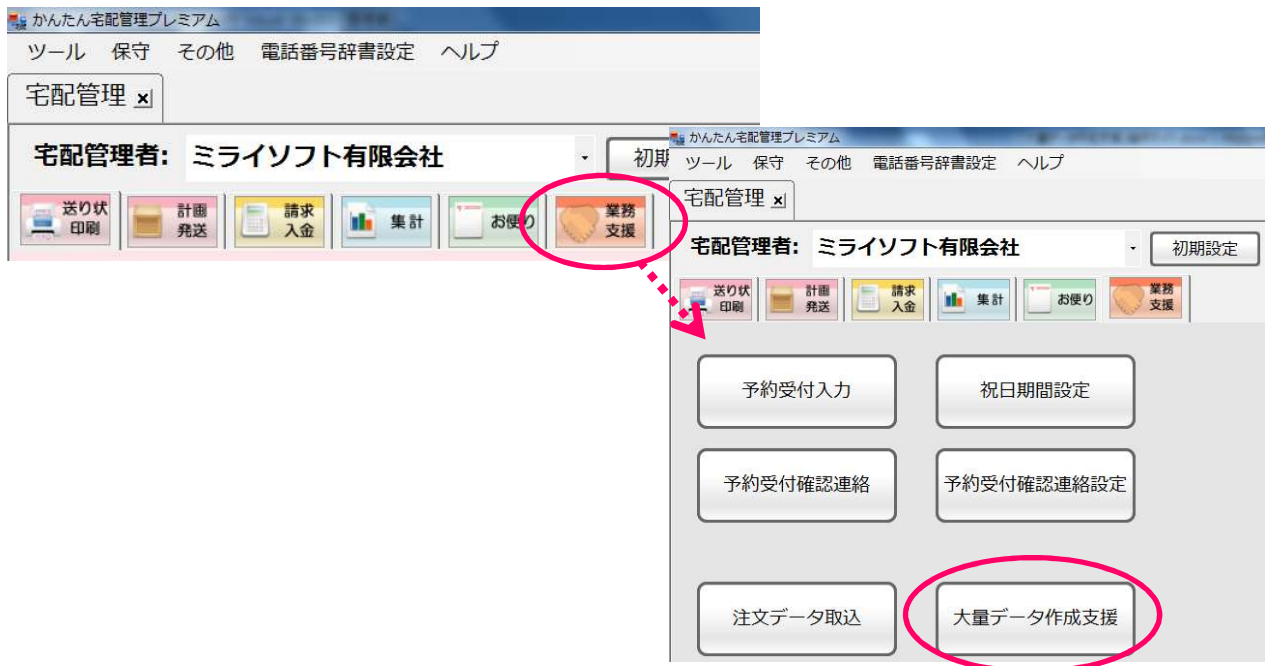 かんたん宅配管理プレミアム
ツール 保守 その他 電話番号辞書設定 ヘルプ
宅配管理 x
宅配管理者: ミライソフト有限会社 初期
送り状
印刷
計画
発送
請求
入金
集計
お便り
業務
支援
かんたん宅配管理プレミアム
ツール 保守 その他 電話番号辞書設定 ヘルプ
宅配管理 x
宅配管理者: ミライソフト有限会社 初期設定
送り状
印刷
計画
発送
請求
入金
集計
お便り
業務
支援
予約受付入力 祝日期間設定
予約受付確認連絡 予約受付確認連絡設定
注文データ取込 大量データ作成支援